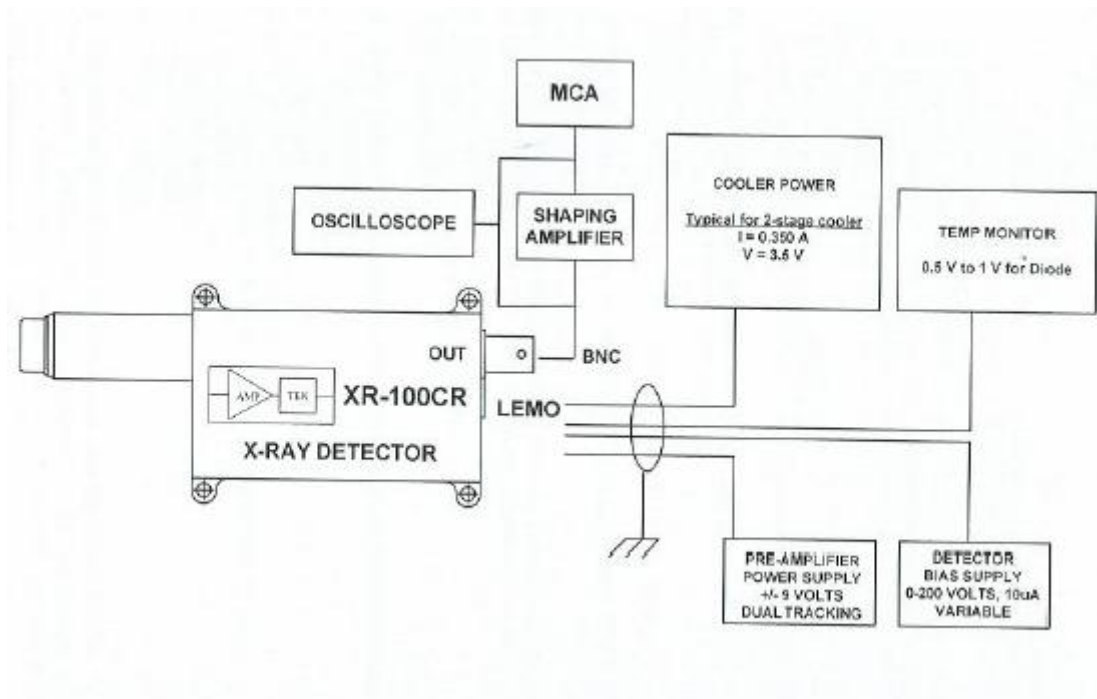 MCA
COOLER POWER
Typical for 2-stage cooler
I = 0.350 A
V = 3.5 V
OSCILLOSCOPE
SHAPING
AMPLIFIER
TEMP MONITOR
0.5 V to 1 V for Diode
OUT
BNC
AMP
XR-100CR
LEMO
X-RAY DETECTOR
PRE-AMPLIFIER
POWER SUPPLY
+/- 9 VOLTS
DUAL TRACKING
DETECTOR
BIAS SUPPLY
0-200 VOLTS, 10uA
VARIABLE